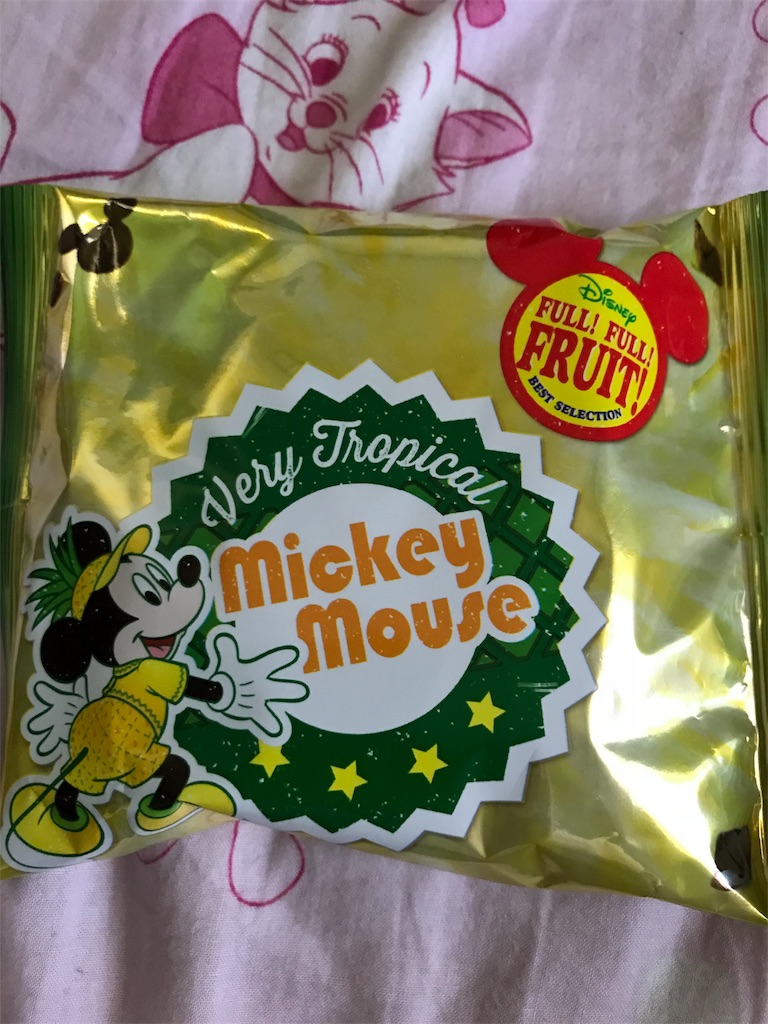 Disney
FULL! FULL!
FRUIT!
BEST SELECTION
Very Tropical
Mickey
Mouse